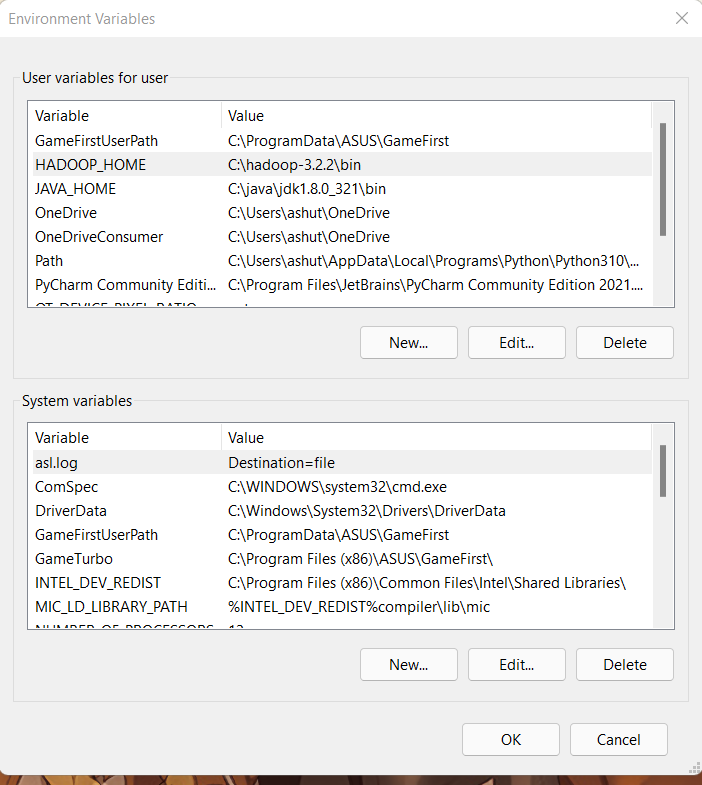 Environment Variables
User variables for user
Variable Value
GameFirstUserPath C:\ProgramData\ASUS\GameFirst
HADOOP_HOME C:\hadoop-3.2.2\bin
JAVA_HOME C:\java\jdk1.8.0_321\bin
OneDrive C:\Users\ashut\OneDrive
OneDriveConsumer C:\Users\ashut\OneDrive
Path C:\Users\ashut\AppData\Local\Programs\Python\Python310\...
PyCharm Community Editi... C:\Program Files\JetBrains\PyCharm Community Edition 2021....
QT_DEVICE_PIXEL_RATIO
New... Edit... Delete
System variables
Variable Value
asl.log Destination=file
ComSpec C:\WINDOWS\system32\cmd.exe
DriverData C:\Windows\System32\Drivers\DriverData
GameFirstUserPath C:\ProgramData\ASUS\GameFirst
GameTurbo C:\Program Files (x86)\ASUS\GameFirst\
INTEL_DEV_REDIST C:\Program Files (x86)\Common Files\Intel\Shared Libraries\
MIC_LD_LIBRARY_PATH %INTEL_DEV_REDIST%compiler\lib\mic
NUMBER_OF_PROCESSORS 12
New... Edit... Delete
OK Cancel